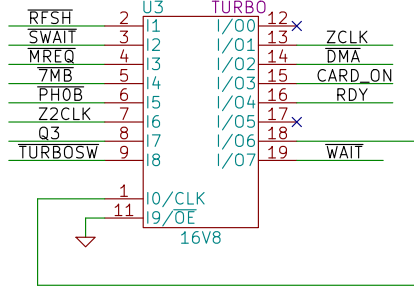 U3 TURBO
RFSH 2 I1 I/O0 12
SWAIT 3 I2 I/O1 13 ZCLK
MREQ 4 I3 I/O2 14 DMA
7MB 5 I4 I/O3 15 CARD_ON
PH0B 6 I5 I/O4 16 RDY
Z2CLK 7 I6 I/O5 17
Q3 8 I7 I/O6 18
TURBOSW 9 I8 I/O7 19 WAIT
1 I0/CLK
11 I9/OE
16V8